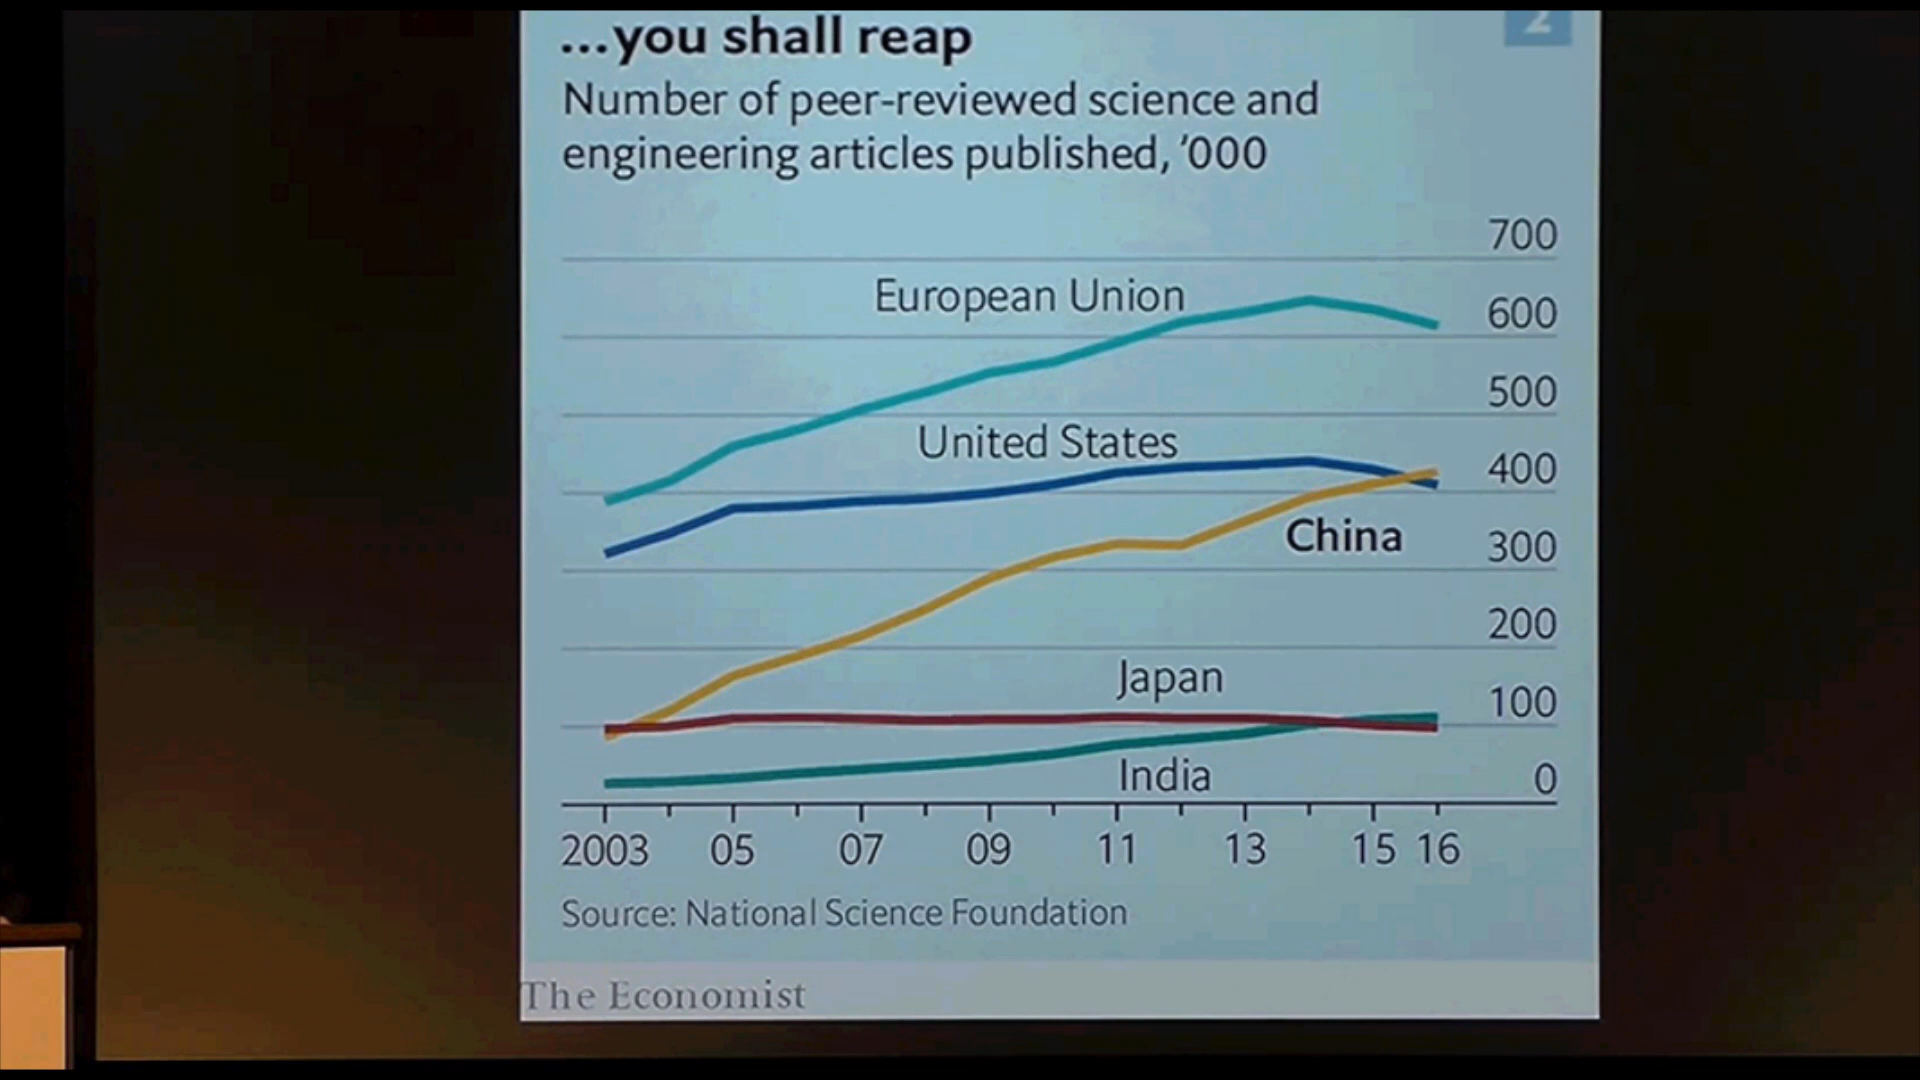 ...you shall reap
2
Number of peer-reviewed science and
engineering articles published, '000
700
European Union
600
500
United States
400
China
300
200
Japan
100
India
0
2003 05 07 09 11 13 15 16
Source: National Science Foundation
The Economist